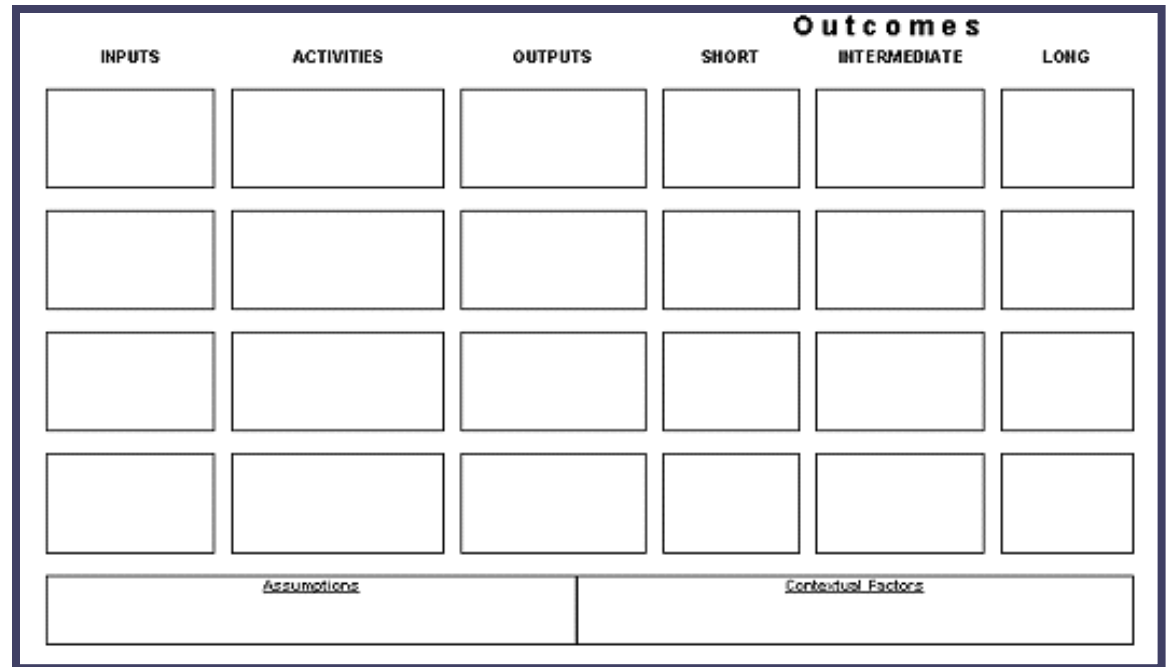 Outcomes
INPUTS ACTIVITIES OUTPUTS SHORT INTERMEDIATE LONG
Assumptions Contextual Factors